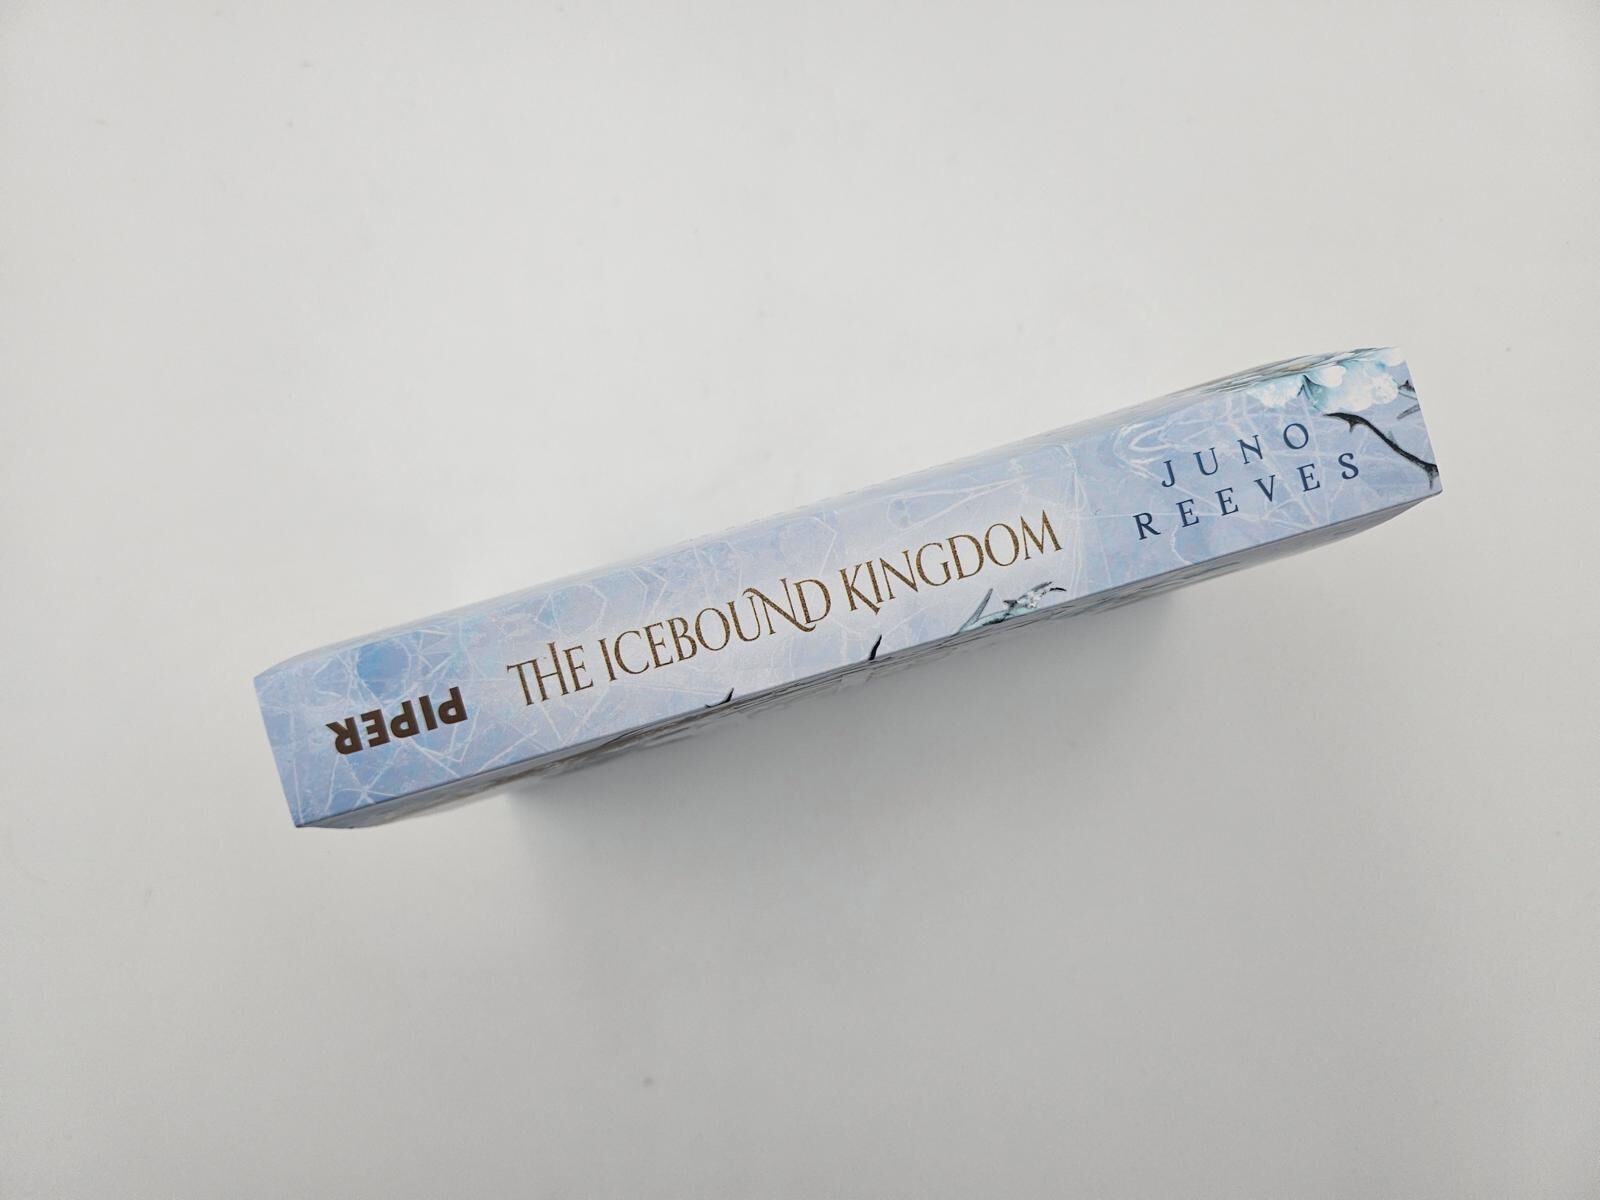 PIPER
THE ICEBOUND KINGDOM
JUNO
REEVES